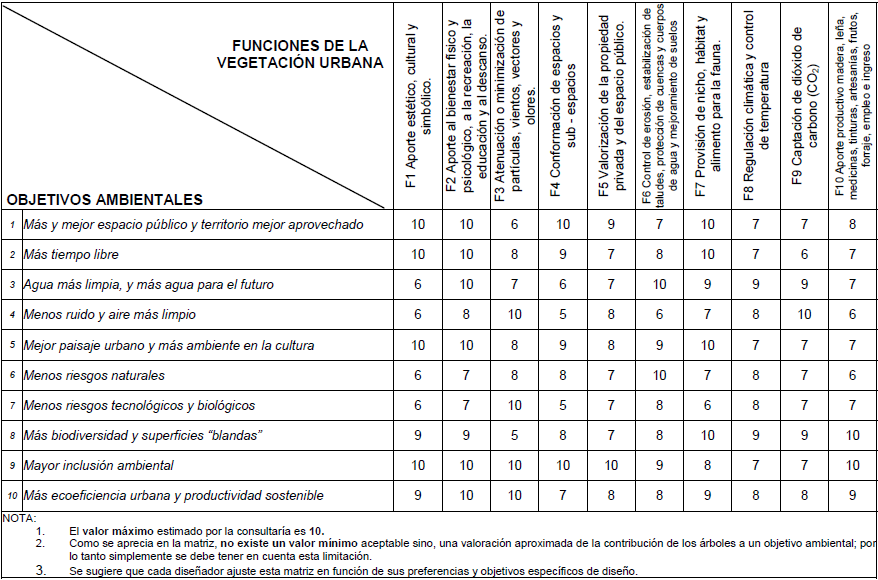 FUNCIONES DE LA
VEGETACIÓN URBANA
OBJETIVOS AMBIENTALES
F1 Aporte estético, cultural y
simbólico.
F2 Aporte al bienestar físico y
psicológico, a la recreación, la
educación y al descanso.
F3 Atenuación o minimización de
partículas, vientos, vectores y
olores.
F4 Conformación de espacios y
sub - espacios
F5 Valorización de la propiedad
privada y del espacio público.
F6 Control de erosión, estabilización de
taludes, protección de cuencas y cuerpos
de agua y mejoramiento de suelos
F7 Provisión de nicho, hábitat y
alimento para la fauna.
F8 Regulación climática y control
de temperatura
F9 Captación de dióxido de
carbono (CO2)
F10 Aporte productivo madera, leña,
medicinas, tinturas, artesanías, frutos,
forraje, empleo e ingreso
1 Más y mejor espacio público y territorio mejor aprovechado 10 10 6 10 9 7 10 7 7 8
2 Más tiempo libre 10 10 8 9 7 8 10 7 6 7
3 Agua más limpia, y más agua para el futuro 6 10 7 6 7 10 9 9 9 7
4 Menos ruido y aire más limpio 6 8 10 5 8 6 7 8 10 6
5 Mejor paisaje urbano y más ambiente en la cultura 10 10 8 9 8 9 10 7 7 7
6 Menos riesgos naturales 6 7 8 8 7 10 7 8 7 6
7 Menos riesgos tecnológicos y biológicos 6 7 10 5 7 8 6 8 7 7
8 Más biodiversidad y superficies “blandas” 9 9 5 8 7 8 10 9 9 10
9 Mayor inclusión ambiental 10 10 10 10 10 9 8 7 7 10
10 Más ecoeficiencia urbana y productividad sostenible 9 10 10 7 8 8 9 8 8 9
NOTA:
1. El valor máximo estimado por la consultaría es 10.
2. Como se aprecia en la matriz, no existe un valor mínimo aceptable sino, una valoración aproximada de la contribución de los árboles a un objetivo ambiental; por
lo tanto simplemente se debe tener en cuenta esta limitación.
3. Se sugiere que cada diseñador ajuste esta matriz en función de sus preferencias y objetivos específicos de diseño.